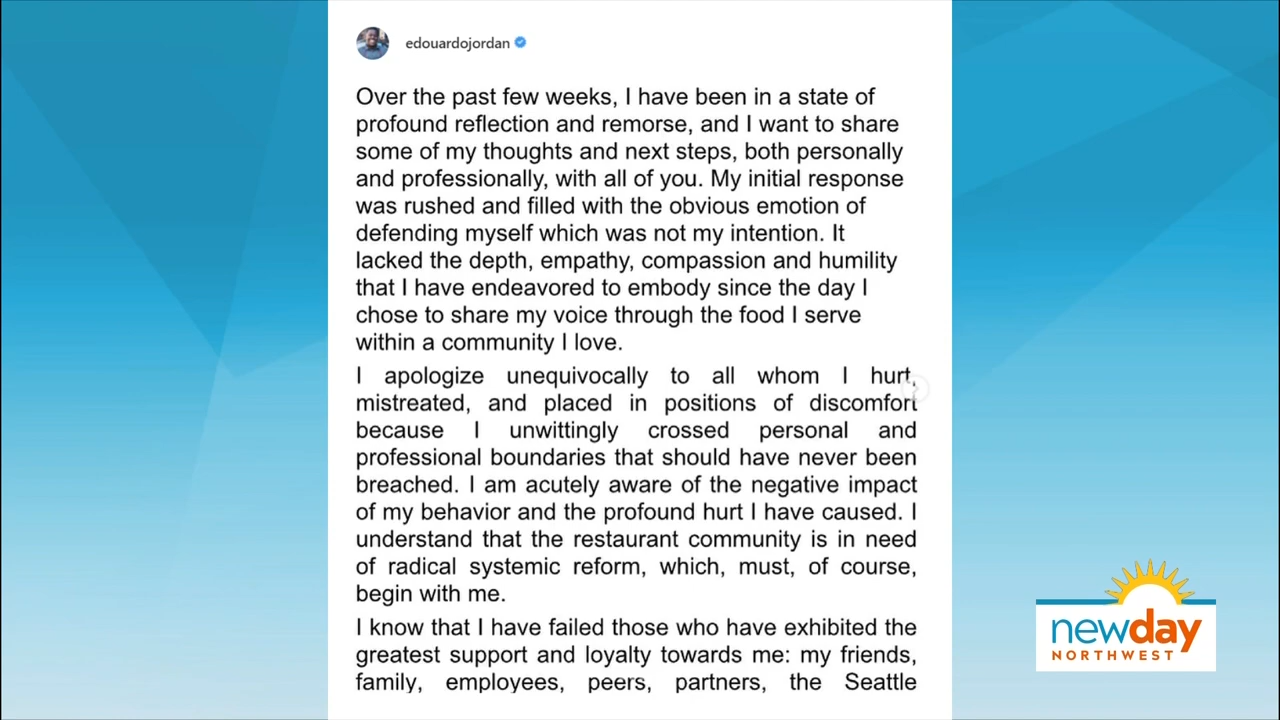 edouardojordan
Over the past few weeks, I have been in a state of
profound reflection and remorse, and I want to share
some of my thoughts and next steps, both personally
and professionally, with all of you. My initial response
was rushed and filled with the obvious emotion of
defending myself which was not my intention. It
lacked the depth, empathy, compassion and humility
that I have endeavored to embody since the day I
chose to share my voice through the food I serve
within a community I love.
I apologize unequivocally to all whom I hurt,
mistreated, and placed in positions of discomfort
because I unwittingly crossed personal and
professional boundaries that should have never been
breached. I am acutely aware of the negative impact
of my behavior and the profound hurt I have caused. I
understand that the restaurant community is in need
of radical systemic reform, which, must, of course,
begin with me.
I know that I have failed those who have exhibited the
greatest support and loyalty towards me: my friends,
family, employees, peers, partners, the Seattle
newday
NORTHWEST